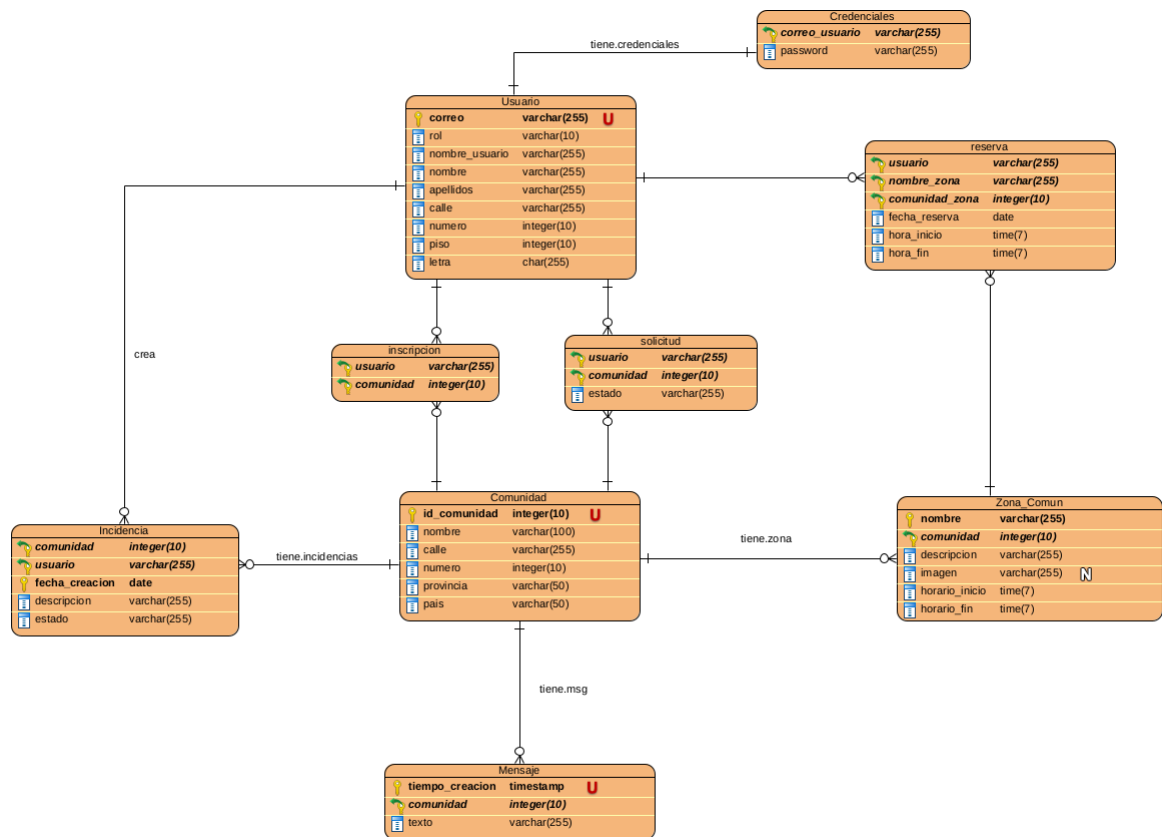 Credenciales
correo_usuario varchar(255)
password varchar(255)
tiene.credenciales
Usuario
correo varchar(255) U
rol varchar(10)
nombre_usuario varchar(255)
nombre varchar(255)
apellidos varchar(255)
calle varchar(255)
numero integer(10)
piso integer(10)
letra char(255)
reserva
usuario varchar(255)
nombre_zona varchar(255)
comunidad_zona integer(10)
fecha_reserva date
hora_inicio time(7)
hora_fin time(7)
crea
inscripcion
usuario varchar(255)
comunidad integer(10)
solicitud
usuario varchar(255)
comunidad integer(10)
estado varchar(255)
Incidencia
comunidad integer(10)
usuario varchar(255)
fecha_creacion date
descripcion varchar(255)
estado varchar(255)
tiene.incidencias
Comunidad
id_comunidad integer(10) U
nombre varchar(100)
calle varchar(255)
numero integer(10)
provincia varchar(50)
pais varchar(50)
tiene.zona
Zona_Comun
nombre varchar(255)
comunidad integer(10)
descripcion varchar(255)
imagen varchar(255) N
horario_inicio time(7)
horario_fin time(7)
tiene.msg
Mensaje
tiempo_creacion timestamp U
comunidad integer(10)
texto varchar(255)